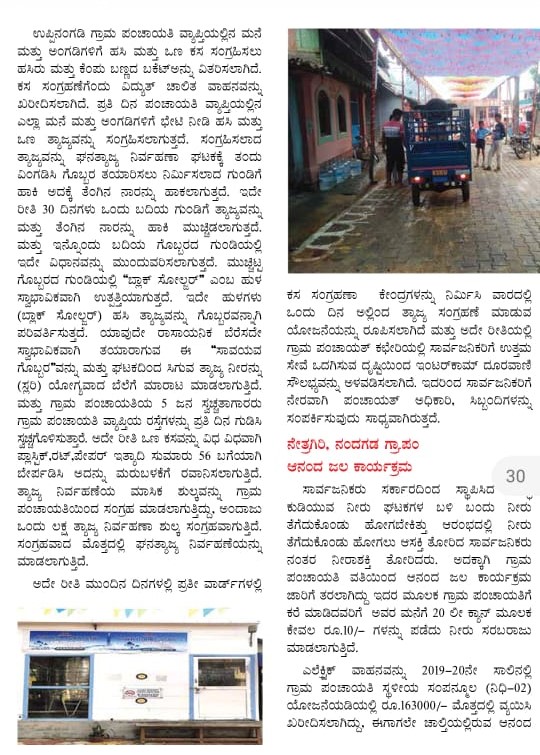 ಉಪ್ಪಿನಂಗಡಿ ಗ್ರಾಮ ಪಂಚಾಯತಿ ವ್ಯಾಪ್ತಿಯಲ್ಲಿನ ಮನೆ
ಮತ್ತು ಅಂಗಡಿಗಳಿಗೆ ಹಸಿ ಮತ್ತು ಒಣ ಕಸ ಸಂಗ್ರಹಿಸಲು
ಹಸಿರು ಮತ್ತು ಕೆಂಪು ಬಣ್ಣದ ಬಕೆಟ್‌ಅನ್ನು ವಿತರಿಸಲಾಗಿದೆ.
ಕಸ ಸಂಗ್ರಹಣೆಗೆಂದು ವಿದ್ಯುತ್ ಚಾಲಿತ ವಾಹನವನ್ನು
ಖರೀದಿಸಲಾಗಿದೆ. ಪ್ರತಿ ದಿನ ಪಂಚಾಯತಿ ವ್ಯಾಪ್ತಿಯಲ್ಲಿನ
ಎಲ್ಲಾ ಮನೆ ಮತ್ತು ಅಂಗಡಿಗಳಿಗೆ ಭೇಟಿ ನೀಡಿ ಹಸಿ ಮತ್ತು
ಒಣ ತ್ಯಾಜ್ಯವನ್ನು ಸಂಗ್ರಹಿಸಲಾಗುತ್ತದೆ. ಸಂಗ್ರಹಿಸಲಾದ
ತ್ಯಾಜ್ಯವನ್ನು ಘನತ್ಯಾಜ್ಯ ನಿರ್ವಹಣಾ ಘಟಕಕ್ಕೆ ತಂದು
ವಿಂಗಡಿಸಿ ಗೊಬ್ಬರ ತಯಾರಿಸಲು ನಿರ್ಮಿಸಲಾದ ಗುಂಡಿಗೆ
ಹಾಕಿ ಅದಕ್ಕೆ ತೆಂಗಿನ ನಾರನ್ನು ಹಾಕಲಾಗುತ್ತದೆ. ಇದೇ
ರೀತಿ 30 ದಿನಗಳು ಒಂದು ಬದಿಯ ಗುಂಡಿಗೆ ತ್ಯಾಜ್ಯವನ್ನು
ಮತ್ತು ತೆಂಗಿನ ನಾರನ್ನು ಹಾಕಿ ಮುಚ್ಚಿಡಲಾಗುತ್ತದೆ.
ಮತ್ತು ಇನ್ನೊಂದು ಬದಿಯ ಗೊಬ್ಬರದ ಗುಂಡಿಯಲ್ಲಿ
ಇದೇ ವಿಧಾನವನ್ನು ಮುಂದುವರಿಸಲಾಗುತ್ತದೆ. ಮುಚ್ಚಿಟ್ಟ
ಗೊಬ್ಬರದ ಗುಂಡಿಯಲ್ಲಿ "ಬ್ಲಾಕ್ ಸೋಲ್ಜರ್" ಎಂಬ ಹುಳ
ಸ್ವಾಭಾವಿಕವಾಗಿ ಉತ್ಪತ್ತಿಯಾಗುತ್ತದೆ. ಇದೇ ಹುಳಗಳು
(ಬ್ಲಾಕ್ ಸೋಲ್ಜರ್) ಹಸಿ ತ್ಯಾಜ್ಯವನ್ನು ಗೊಬ್ಬರವನ್ನಾಗಿ
ಪರಿವರ್ತಿಸುತ್ತದೆ. ಯಾವುದೇ ರಾಸಾಯನಿಕ ಬೆರೆಸದೇ
ಸ್ವಾಭಾವಿಕವಾಗಿ ತಯಾರಾಗುವ ಈ "ಸಾವಯವ
ಗೊಬ್ಬರ"ವನ್ನು ಮತ್ತು ಘಟಕದಿಂದ ಸಿಗುವ ತ್ಯಾಜ್ಯ ನೀರನ್ನು
(ಸ್ಲರಿ) ಯೋಗ್ಯವಾದ ಬೆಲೆಗೆ ಮಾರಾಟ ಮಾಡಲಾಗುತ್ತಿದೆ.
ಮತ್ತು ಗ್ರಾಮ ಪಂಚಾಯತಿಯ 5 ಜನ ಸ್ವಚ್ಛತಾಗಾರರು
ಗ್ರಾಮ ಪಂಚಾಯತಿ ವ್ಯಾಪ್ತಿಯ ರಸ್ತೆಗಳನ್ನು ಪ್ರತಿ ದಿನ ಗುಡಿಸಿ
ಸ್ವಚ್ಛಗೊಳಿಸುತ್ತಾರೆ. ಅದೇ ರೀತಿ ಒಣ ಕಸವನ್ನು ವಿಧ ವಿಧವಾಗಿ
ಪ್ಲಾಸ್ಟಿಕ್,ರಟ್,ಪೇಪರ್ ಇತ್ಯಾದಿ ಸುಮಾರು 56 ಬಗೆಯಾಗಿ
ಬೇರ್ಪಡಿಸಿ ಅದನ್ನು ಮರುಬಳಕೆಗೆ ರವಾನಿಸಲಾಗುತ್ತಿದೆ.
ತ್ಯಾಜ್ಯ ನಿರ್ವಹಣೆಯ ಮಾಸಿಕ ಶುಲ್ಕವನ್ನು ಗ್ರಾಮ
ಪಂಚಾಯತಿಯಿಂದ ಸಂಗ್ರಹ ಮಾಡಲಾಗುತ್ತಿದ್ದು, ಅಂದಾಜು
ಒಂದು ಲಕ್ಷ ತ್ಯಾಜ್ಯ ನಿರ್ವಹಣಾ ಶುಲ್ಕ ಸಂಗ್ರಹವಾಗುತ್ತಿದೆ.
ಸಂಗ್ರಹವಾದ ಮೊತ್ತದಲ್ಲಿ ಘನತ್ಯಾಜ್ಯ ನಿರ್ವಹಣೆಯನ್ನು
ಮಾಡಲಾಗುತ್ತಿದೆ.
ಅದೇ ರೀತಿ ಮುಂದಿನ ದಿನಗಳಲ್ಲಿ ಪ್ರತೀ ವಾರ್ಡ್‌ಗಳಲ್ಲಿ
ಕಸ ಸಂಗ್ರಹಣಾ ಕೇಂದ್ರಗಳನ್ನು ನಿರ್ಮಿಸಿ ವಾರದಲ್ಲಿ
ಒಂದು ದಿನ ಅಲ್ಲಿಂದ ತ್ಯಾಜ್ಯ ಸಂಗ್ರಹಣೆ ಮಾಡುವ
ಯೋಜನೆಯನ್ನು ರೂಪಿಸಲಾಗಿದೆ ಮತ್ತು ಅದೇ ರೀತಿಯಲ್ಲಿ
ಗ್ರಾಮ ಪಂಚಾಯತ್ ಕಛೇರಿಯಲ್ಲಿ ಸಾರ್ವಜನಿಕರಿಗೆ ಉತ್ತಮ
ಸೇವೆ ಒದಗಿಸುವ ದೃಷ್ಟಿಯಿಂದ ಇಂಟರ್‌ಕಾಮ್ ದೂರವಾಣಿ
ಸೌಲಭ್ಯವನ್ನು ಅಳವಡಿಸಲಾಗಿದೆ. ಇದರಿಂದ ಸಾರ್ವಜನಿಕರಿಗೆ
ನೇರವಾಗಿ ಪಂಚಾಯತ್ ಅಧಿಕಾರಿ, ಸಿಬ್ಬಂದಿಗಳನ್ನು
ಸಂಪರ್ಕಿಸುವುದು ಸಾಧ್ಯವಾಗಿರುತ್ತದೆ.
ನೇತ್ರಗಿರಿ, ನಂದಗಡ ಗ್ರಾ.ಪಂ
ಆನಂದ ಜಲ ಕಾರ್ಯಕ್ರಮ
30
ಸಾರ್ವಜನಿಕರು ಸರ್ಕಾರದಿಂದ ಸ್ಥಾಪಿಸಿದ
ಕುಡಿಯುವ ನೀರು ಘಟಕಗಳ ಬಳಿ ಬಂದು ನೀರು
ತೆಗೆದುಕೊಂಡು ಹೋಗಬೇಕಿತ್ತು ಆರಂಭದಲ್ಲಿ ನೀರು
ತೆಗೆದುಕೊಂಡು ಹೋಗಲು ಆಸಕ್ತಿ ತೋರಿದ ಸಾರ್ವಜನಿಕರು
ನಂತರ ನೀರಾಶಕ್ತಿ ತೋರಿದರು. ಅದಕ್ಕಾಗಿ ಗ್ರಾಮ
ಪಂಚಾಯತಿ ವತಿಯಿಂದ ಆನಂದ ಜಲ ಕಾರ್ಯಕ್ರಮ
ಜಾರಿಗೆ ತರಲಾಗಿದ್ದು ಇದರ ಮೂಲಕ ಗ್ರಾಮ ಪಂಚಾಯತಿಗೆ
ಕರೆ ಮಾಡಿದವರಿಗೆ ಅವರ ಮನೆಗೆ 20 ಲೀ ಕ್ಯಾನ್ ಮೂಲಕ
ಕೇವಲ ರೂ.10/- ಗಳನ್ನು ಪಡೆದು ನೀರು ಸರಬರಾಜು
ಮಾಡಲಾಗುತ್ತಿದೆ.
ಎಲೆಕ್ಟ್ರಿಕ್ ವಾಹನವನ್ನು 2019-20ನೇ ಸಾಲಿನಲ್ಲಿ
ಗ್ರಾಮ ಪಂಚಾಯತಿ ಸ್ಥಳೀಯ ಸಂಪನ್ಮೂಲ (ನಿಧಿ-02)
ಯೋಜನೆಯಡಿಯಲ್ಲಿ ರೂ.163000/- ಮೊತ್ತದಲ್ಲಿ ವ್ಯಯಿಸಿ
ಖರೀದಿಸಲಾಗಿದ್ದು, ಈಗಾಗಲೇ ಚಾಲ್ತಿಯಲ್ಲಿರುವ ಆನಂದ